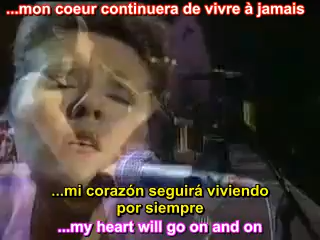 ...mon coeur continuera de vivre à jamais
...mi corazón seguirá viviendo
por siempre
...my heart will go on and on